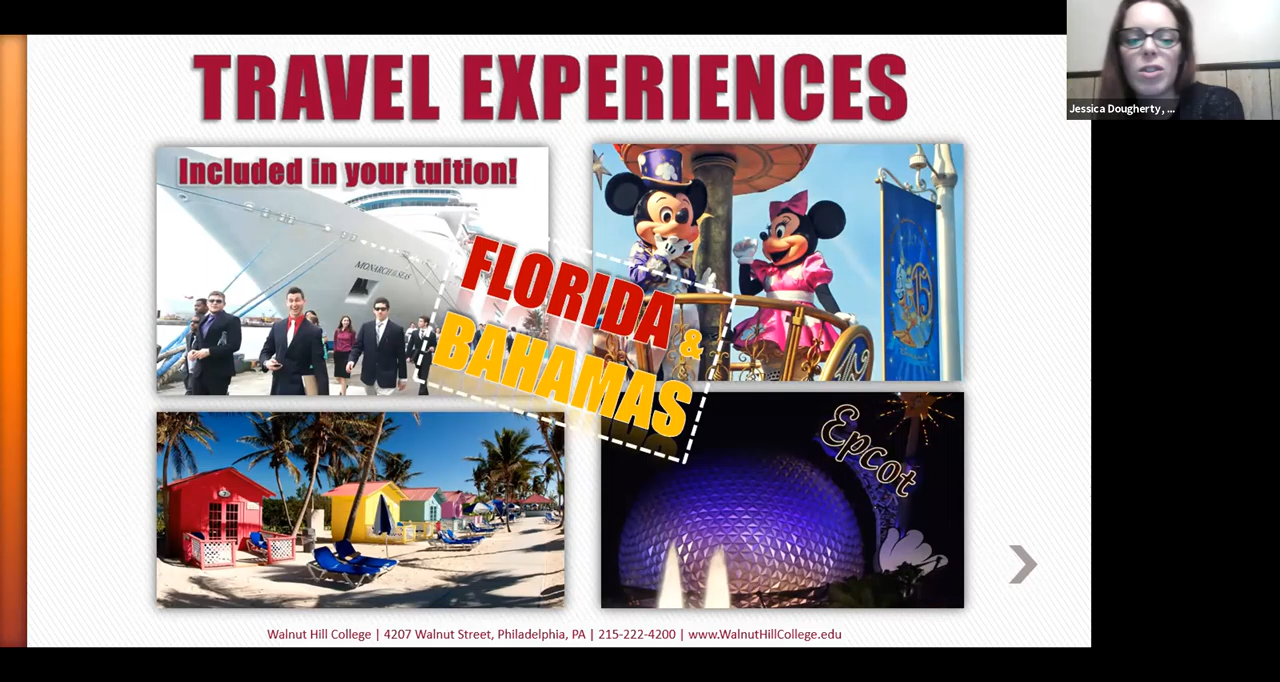 TRAVEL EXPERIENCES
Jessica Dougherty, ...
Included in your tuition!
MONARCH OF THE SEAS
FLORIDA &
BAHAMAS
15
Epcot
Walnut Hill College | 4207 Walnut Street, Philadelphia, PA | 215-222-4200 | www.WalnutHillCollege.edu